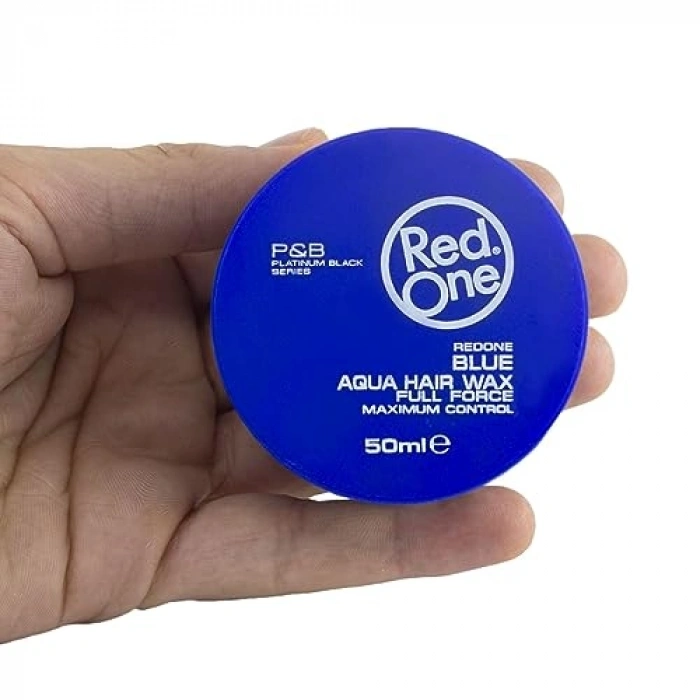 P&B
PLATINUM BLACK
SERIES
Red®
One
REDONE
BLUE
AQUA HAIR WAX
FULL FORCE
MAXIMUM CONTROL
50ml℮